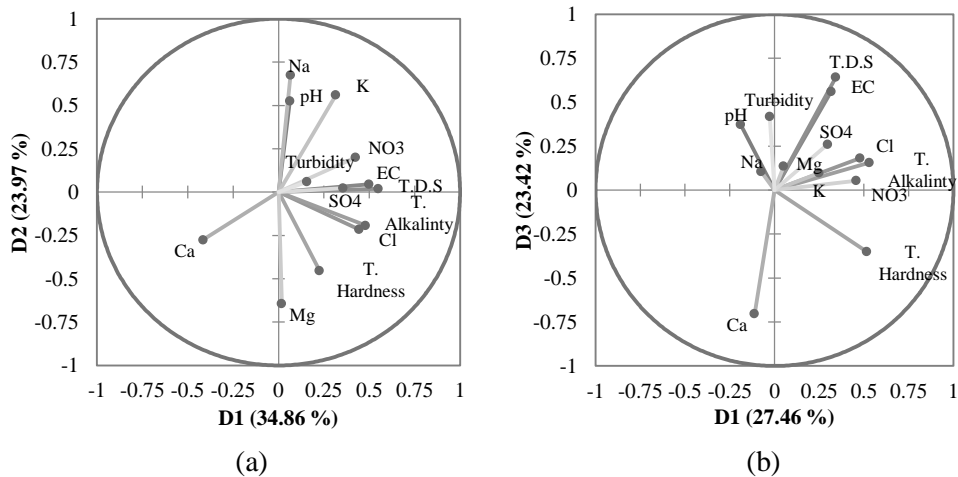 1
0.75
0.5
0.25
0
-0.25
-0.5
-0.75
-1
D2 (23.97 %)
Na
K
pH
NO3
Turbidity
EC
T.D.S
SO4
T.
Alkalinty
Cl
Ca
T.
Hardness
Mg
-1 -0.75 -0.5 -0.25 0 0.25 0.5 0.75 1
D1 (34.86 %)
(a)
1
0.75
0.5
0.25
0
-0.25
-0.5
-0.75
-1
D3 (23.42 %)
T.D.S
EC
Turbidity
pH
SO4
Cl
Na
Mg
T.
Alkalinty
K
NO3
T.
Hardness
Ca
-1 -0.75 -0.5 -0.25 0 0.25 0.5 0.75 1
D1 (27.46 %)
(b)